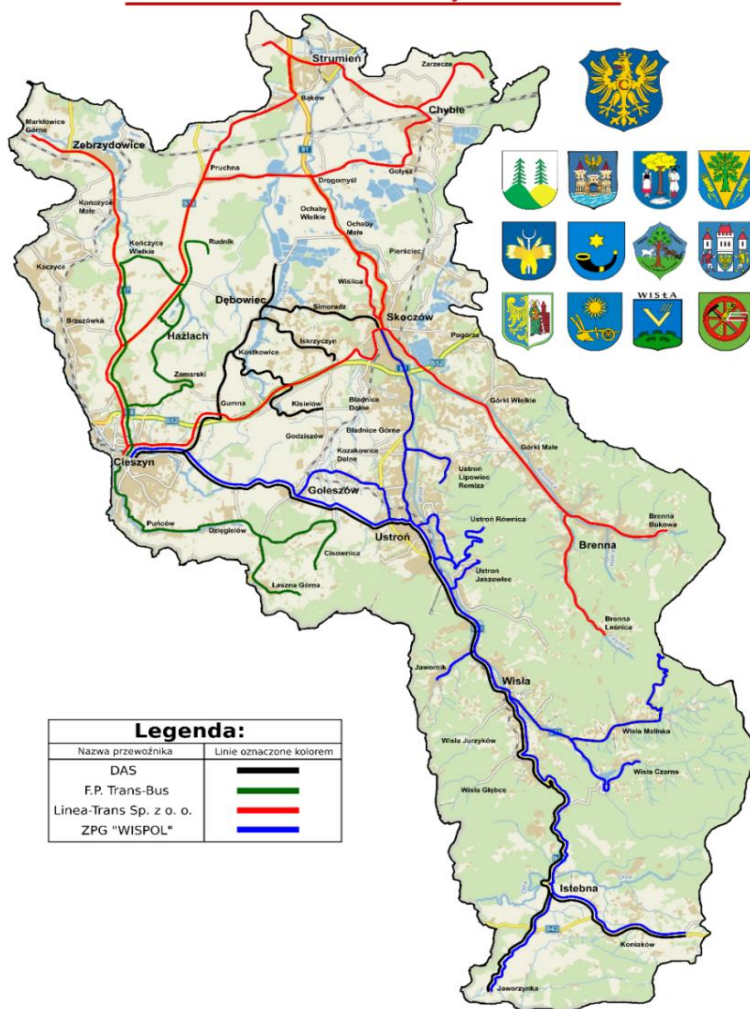 Strumień
Zarzecze
Chybie
Bąków
Marklowice
Górne
Zebrzydowice
Pruchna
Drogomyśl
Gołysz
Kończyce
Małe
Ochaby
Wielkie
Ochaby
Małe
Kończyce
Wielkie
Rudnik
Pierściec
Kaczyce
Wiślica
Dębowiec
Simoradz
Skoczów
Brzezówka
Hażlach
Iskrzyczyn
Pogórze
Kostkowice
Zamarski
Gumna
Kisielów
Bładnice
Dolne
Górki Wielkie
Godziszów
Bładnice Górne
Górki Małe
Cieszyn
Kozakowice
Dolne
Goleszów
Ustroń
Lipowiec
Remiza
Brenna
Bukowa
Puńców
Dzięgielów
Ustroń
Ustroń Równica
Brenna
Cisownica
Ustroń
Jaszowiec
Leszna Górna
Brenna
Leśnica
Jawornik
Wisła
Wisła Malinka
Wisła Jurzyków
Wisła Czarne
Wisła Głębce
Istebna
Koniaków
Jaworzynka
WISŁA
Legenda:
Nazwa przewoźnika Linie oznaczone kolorem
DAS
F.P. Trans-Bus
Linea-Trans Sp. z o. o.
ZPG "WISPOL"